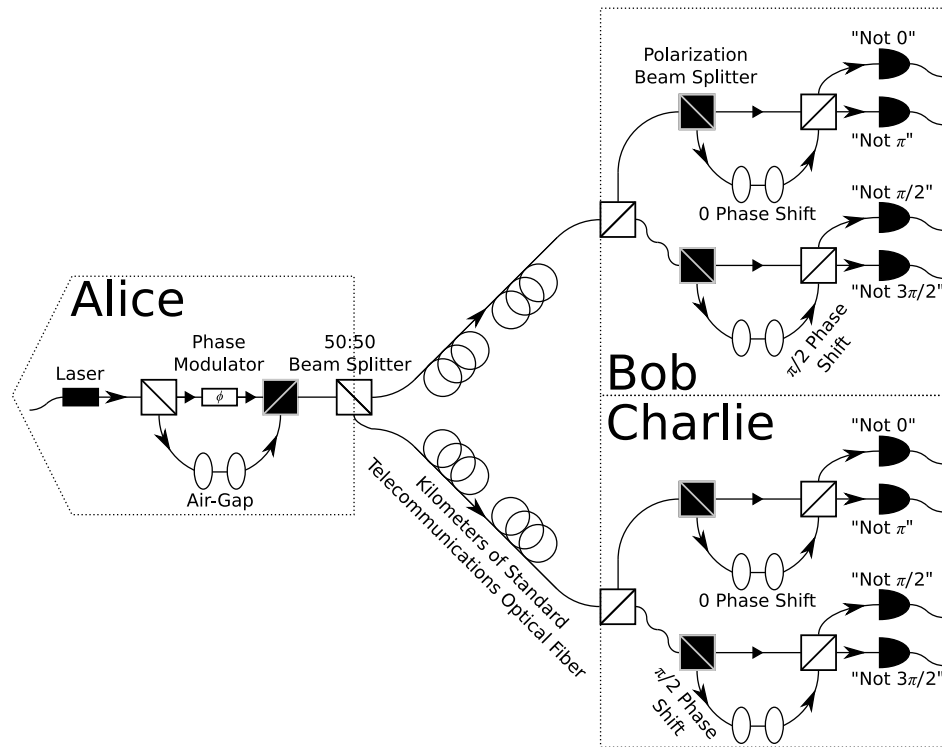 Alice
Laser
Phase
Modulator
ϕ
50:50
Beam Splitter
Air-Gap
Kilometers of Standard
Telecommunications Optical Fiber
Polarization
Beam Splitter
"Not 0"
"Not π"
0 Phase Shift
"Not π/2"
"Not 3π/2"
π/2 Phase
Shift
Bob
Charlie
"Not 0"
"Not π"
0 Phase Shift
"Not π/2"
"Not 3π/2"
π/2 Phase
Shift